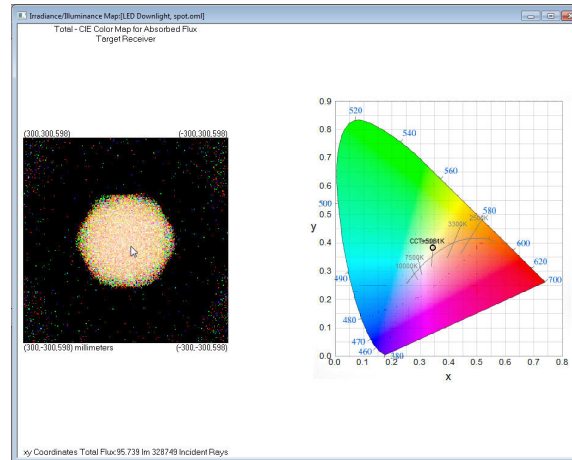 Irradiance/Illuminance Map:[LED Downlight, spot.oml]
Total - CIE Color Map for Absorbed Flux
Target Receiver
(300,300,598) (-300,300,598)
(300,-300,598) millimeters (-300,-300,598)
xy Coordinates Total Flux:95.739 lm 328749 Incident Rays
0.9
0.8
0.7
0.6
0.5
0.4
0.3
0.2
0.1
0.0
y
0.0 0.1 0.2 0.3 0.4 0.5 0.6 0.7 0.8
x
520
540
560
500
580
600
620
700
490
480
470
460
380
3300K
7500K
10000K